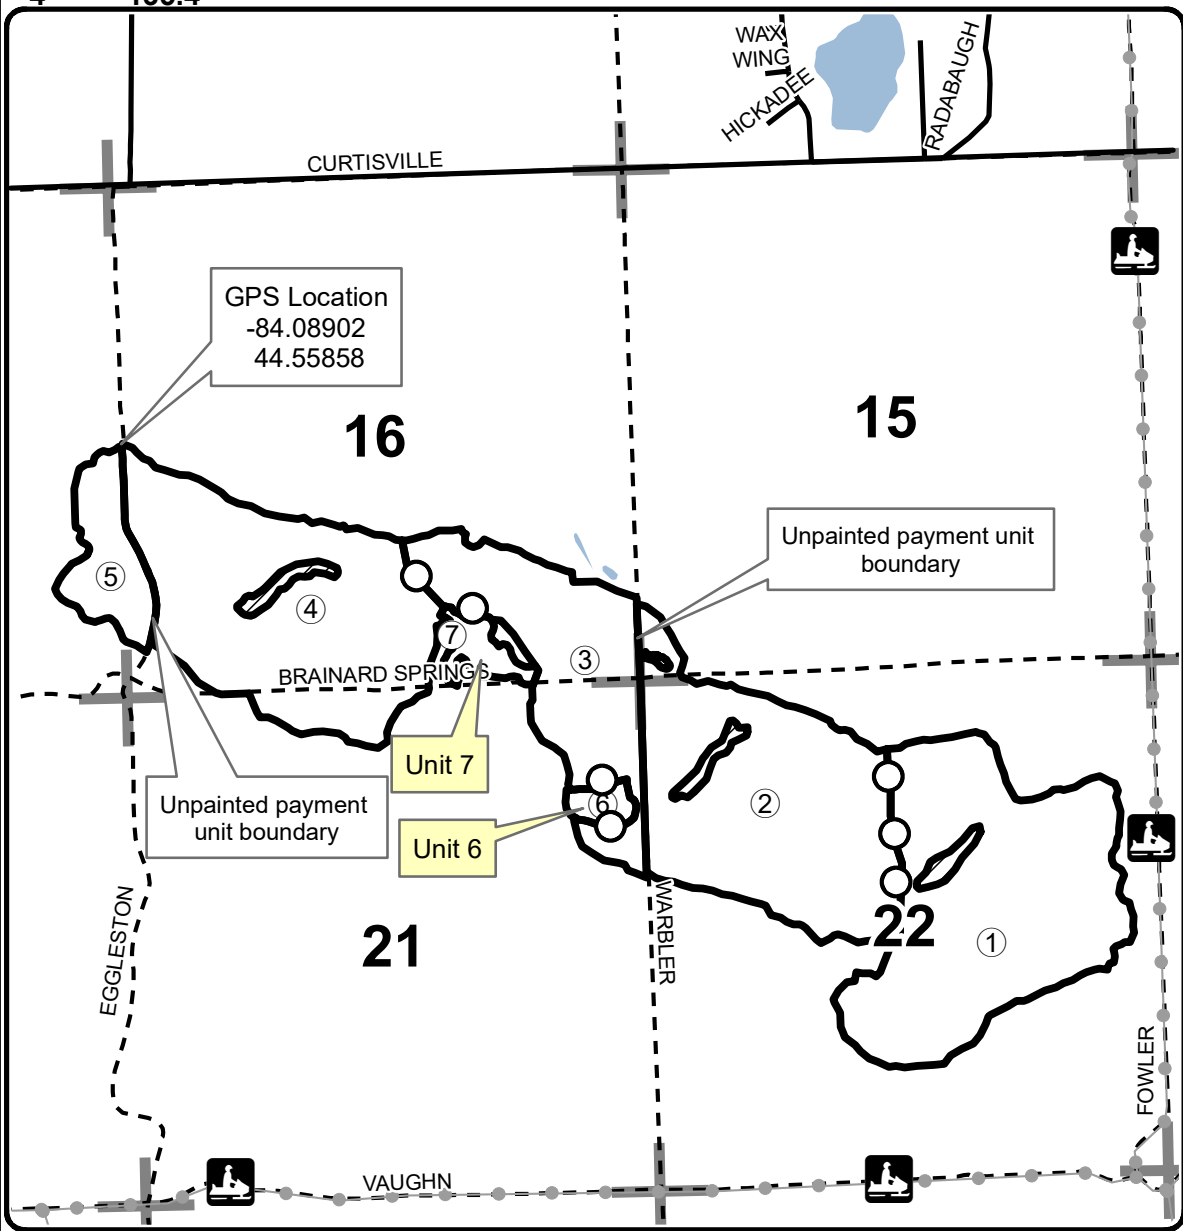 WAX
WING
HICKADEE
RADABAUGH
CURTISVILLE
GPS Location
-84.08902
44.55858
16
15
Unpainted payment unit
boundary
5
4
7
3
BRAINARD SPRINGS
Unit 7
6
2
Unpainted payment
unit boundary
Unit 6
EGGLESTON
21
WARBLER
22
1
FOWLER
VAUGHN